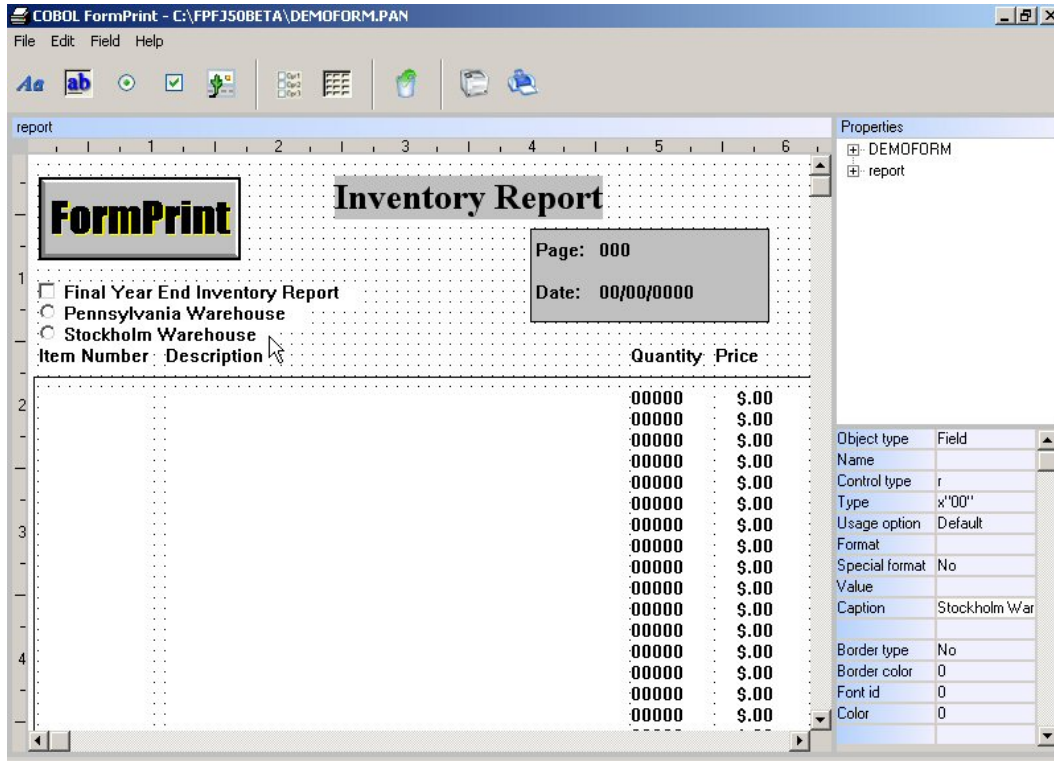 COBOL FormPrint - C:\FPFJ50BETA\DEMOFORM.PAN
File Edit Field Help
Aa ab
report
Properties
1 2 3 4 5 6
DEMOFORM
report
FormPrint
Inventory Report
Page: 000
Date: 00/00/0000
1
Final Year End Inventory Report
Pennsylvania Warehouse
Stockholm Warehouse
Item Number Description Quantity Price
00000 $.00
2
00000 $.00
00000 $.00
00000 $.00
00000 $.00
00000 $.00
00000 $.00
3
00000 $.00
00000 $.00
00000 $.00
00000 $.00
00000 $.00
00000 $.00
4
00000 $.00
00000 $.00
00000 $.00
Object type Field
Name
Control type r
Type x"00"
Usage option Default
Format
Special format No
Value
Caption Stockholm War
Border type No
Border color 0
Font id 0
Color 0